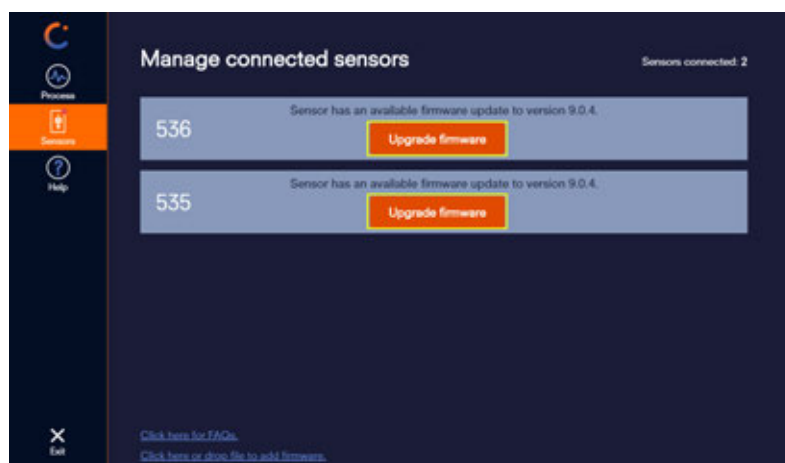 Manage connected sensors
Sensors connected: 2
Process
Sensors
Help
536
Sensor has an available firmware update to version 9.0.4.
Upgrade firmware
535
Sensor has an available firmware update to version 9.0.4.
Upgrade firmware
Click here for FAQs.
Click here or drop file to add firmware.
Exit